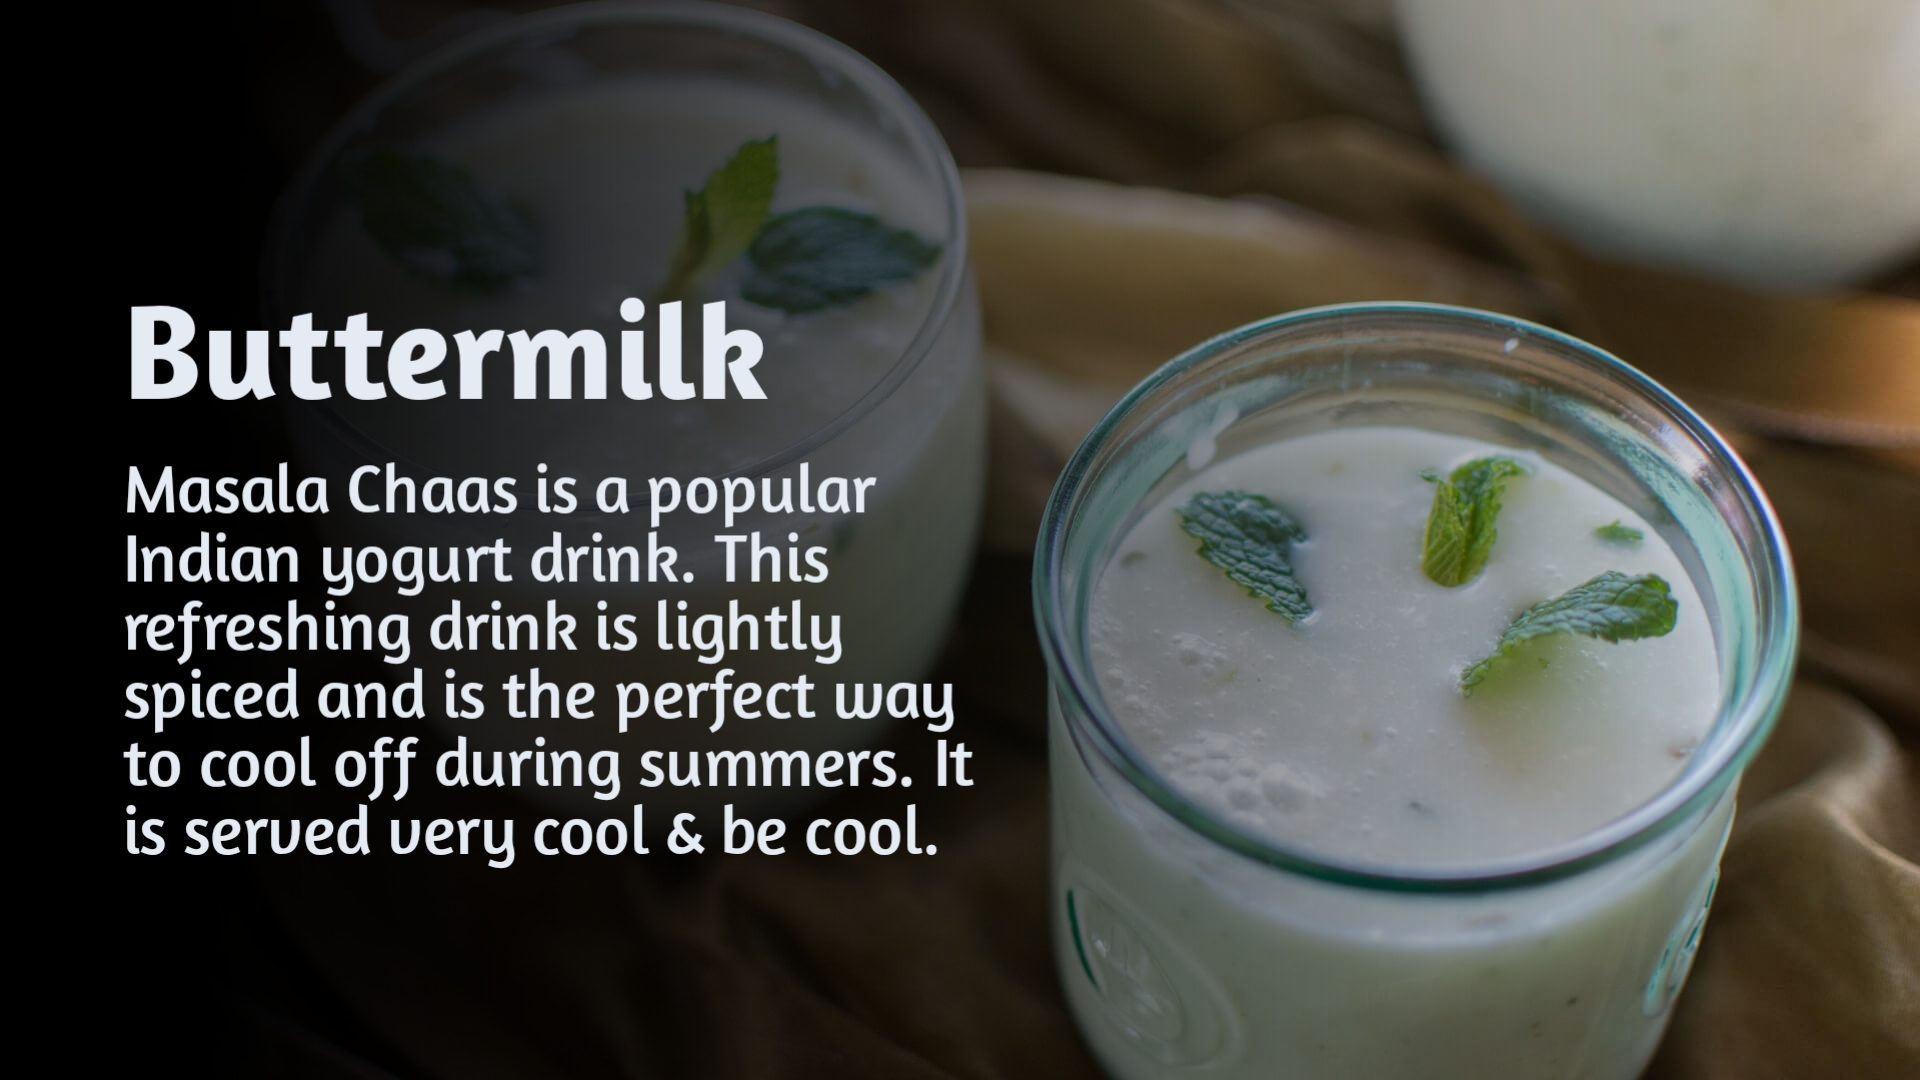 Buttermilk
Masala Chaas is a popular
Indian yogurt drink. This
refreshing drink is lightly
spiced and is the perfect way
to cool off during summers. It
is served very cool & be cool.